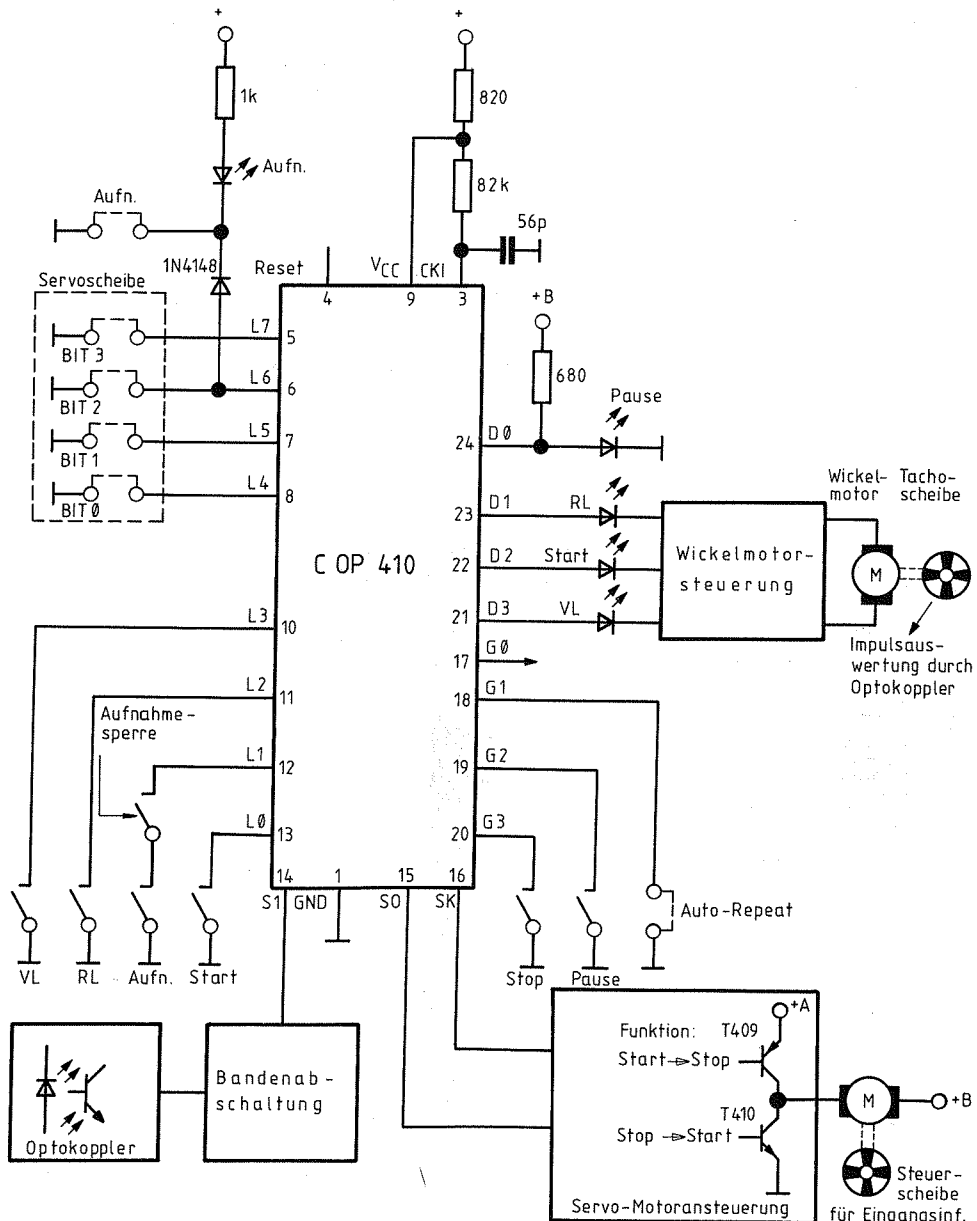 +
+
1k
820
Aufn.
82k
Aufn.
56p
1N4148
Reset
VCC
CKI
Servoscheibe
4
9
3
+B
L7
5
BIT 3
680
L6
6
Pause
BIT 2
L5
7
24
D0
BIT 1
L4
8
Wickel-
motor
Tacho-
scheibe
BIT 0
23
D1
RL
C OP 410
22
D2
Start
Wickelmotor-
steuerung
M
L3
10
21
D3
VL
17
G0
Impulsaus-
wertung durch
Optokoppler
L2
11
18
G1
Aufnahme-
sperre
L1
12
19
G2
L0
13
20
G3
14
1
15
16
S1
GND
SO
SK
Auto-Repeat
VL
RL
Aufn.
Start
Stop
Pause
+A
Funktion:
T409
Start→Stop
Bandenab-
schaltung
M
+B
T410
Stop→Start
Optokoppler
Steuer-
scheibe
für Eingangsinf.
Servo-Motoransteuerung